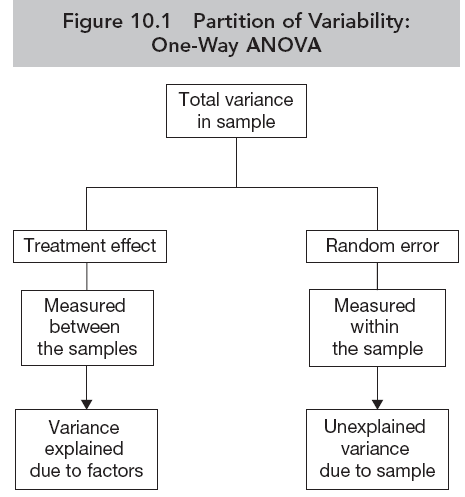 Figure 10.1 Partition of Variability:
One-Way ANOVA
Total variance
in sample
Treatment effect
Random error
Measured
between
the samples
Measured
within
the sample
Variance
explained
due to factors
Unexplained
variance
due to sample